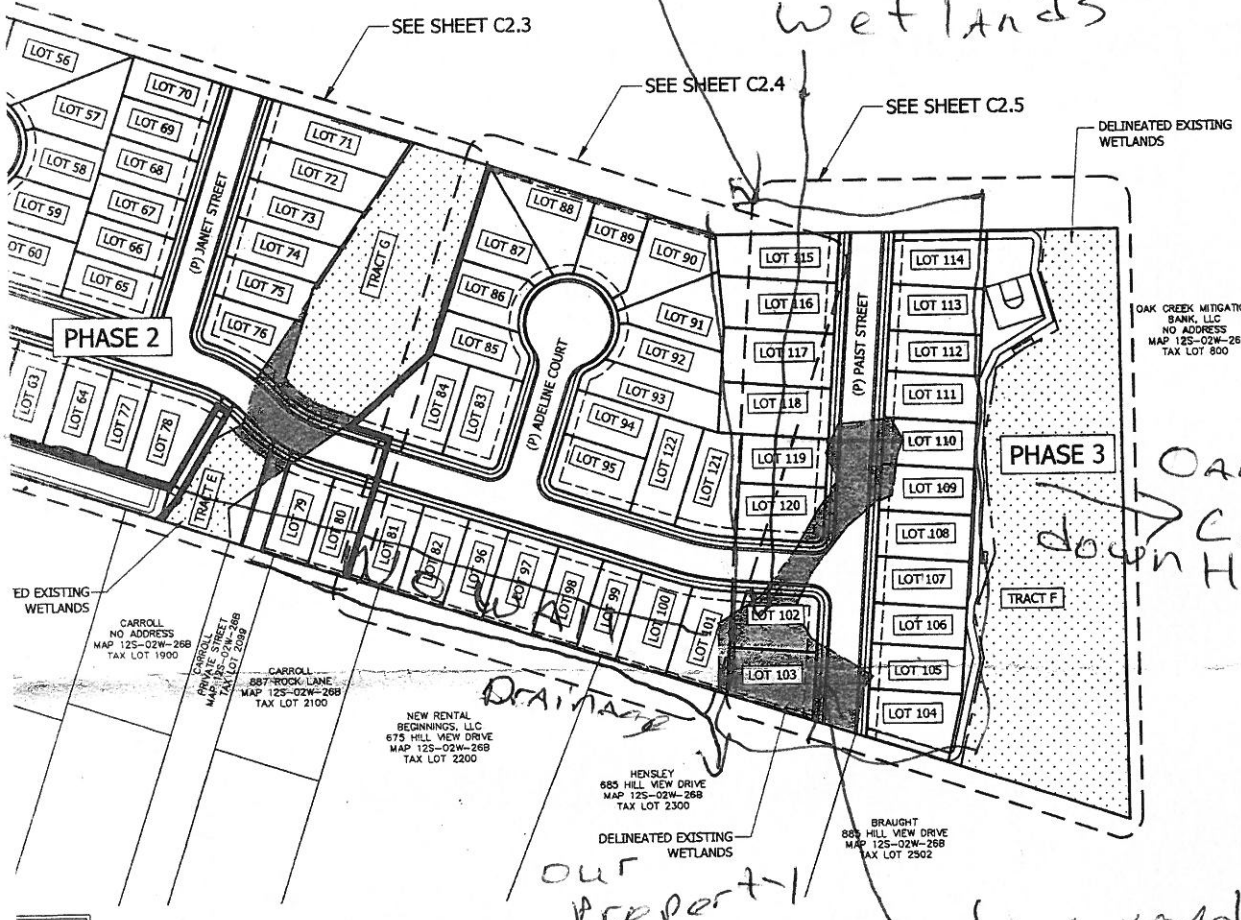 wetlands
SEE SHEET C2.3
SEE SHEET C2.4
SEE SHEET C2.5
DELINEATED EXISTING
WETLANDS
LOT 56
LOT 57
LOT 58
LOT 59
OT 60
LOT 70
LOT 69
LOT 68
LOT 67
LOT 66
LOT 65
(P) JANET STREET
LOT 71
LOT 72
LOT 73
LOT 74
LOT 75
LOT 76
TRACT G
LOT 88
LOT 89
LOT 90
LOT 87
LOT 86
LOT 85
LOT 84
LOT 83
LOT 91
LOT 92
LOT 93
LOT 94
LOT 95
LOT 122
LOT 121
(P) ADELINE COURT
LOT 115
LOT 116
LOT 117
LOT 118
LOT 119
LOT 120
(P) PAIST STREET
LOT 114
LOT 113
LOT 112
LOT 111
LOT 110
LOT 109
LOT 108
LOT 107
LOT 106
LOT 105
LOT 104
OAK CREEK MITIGATIO
BANK, LLC
NO ADDRESS
MAP 12S-02W-26
TAX LOT 800
PHASE 2
PHASE 3
TRACT F
down
LOT 64
LOT 77
LOT 78
TRACT E
LOT 79
LOT 80
LOT 81
LOT 82
LOT 96
LOT 97
LOT 98
LOT 99
LOT 100
LOT 101
LOT 102
LOT 103
ED EXISTING
WETLANDS
CARROLL
NO ADDRESS
MAP 12S-02W-26B
TAX LOT 1900
CARROLL
PRIVATE STREET
MAP 12S-02W-26B
TAX LOT 2099
CARROLL
887 ROCK LANE
MAP 12S-02W-26B
TAX LOT 2100
Drainage
NEW RENTAL
BEGINNINGS, LLC
675 HILL VIEW DRIVE
MAP 12S-02W-26B
TAX LOT 2200
HENSLEY
685 HILL VIEW DRIVE
MAP 12S-02W-26B
TAX LOT 2300
DELINEATED EXISTING
WETLANDS
BRAUGHT
885 HILL VIEW DRIVE
MAP 12S-02W-26B
TAX LOT 2502
our
Property